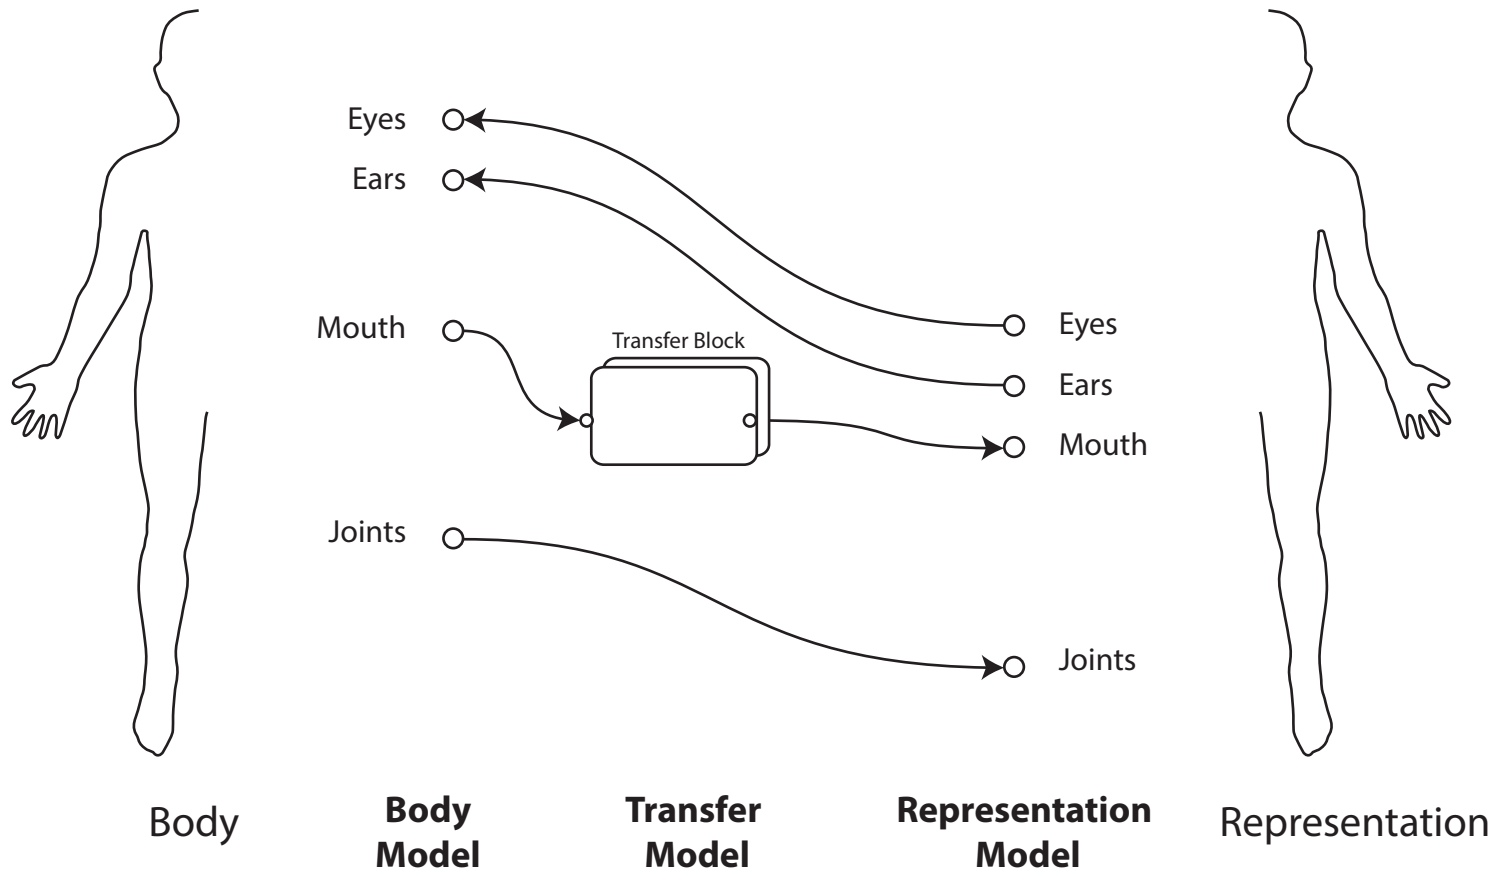 Eyes
Ears
Mouth
Transfer Block
Joints
Eyes
Ears
Mouth
Joints
Body
Body
Model
Transfer
Model
Representation
Model
Representation